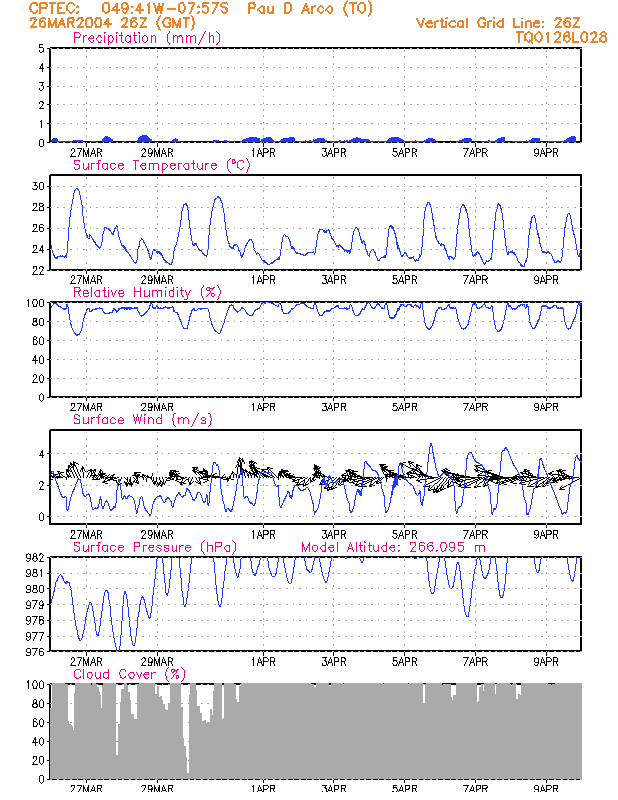 CPTEC: 049:41W-07:57S Pau D Arco (TO)
26MAR2004 26Z (GMT) Vertical Grid Line: 26Z
Precipitation (mm/h) TQ0126L028
5
4
3
2
1
0
27MAR 29MAR 1APR 3APR 5APR 7APR 9APR
Surface Temperature (°C)
30
28
26
24
22
27MAR 29MAR 1APR 3APR 5APR 7APR 9APR
Relative Humidity (%)
100
80
60
40
20
0
27MAR 29MAR 1APR 3APR 5APR 7APR 9APR
Surface Wind (m/s)
4
2
0
27MAR 29MAR 1APR 3APR 5APR 7APR 9APR
Surface Pressure (hPa) Model Altitude: 266.095 m
982
981
980
979
978
977
976
27MAR 29MAR 1APR 3APR 5APR 7APR 9APR
Cloud Cover (%)
100
80
60
40
20
0
27MAR 29MAR 1APR 3APR 5APR 7APR 9APR